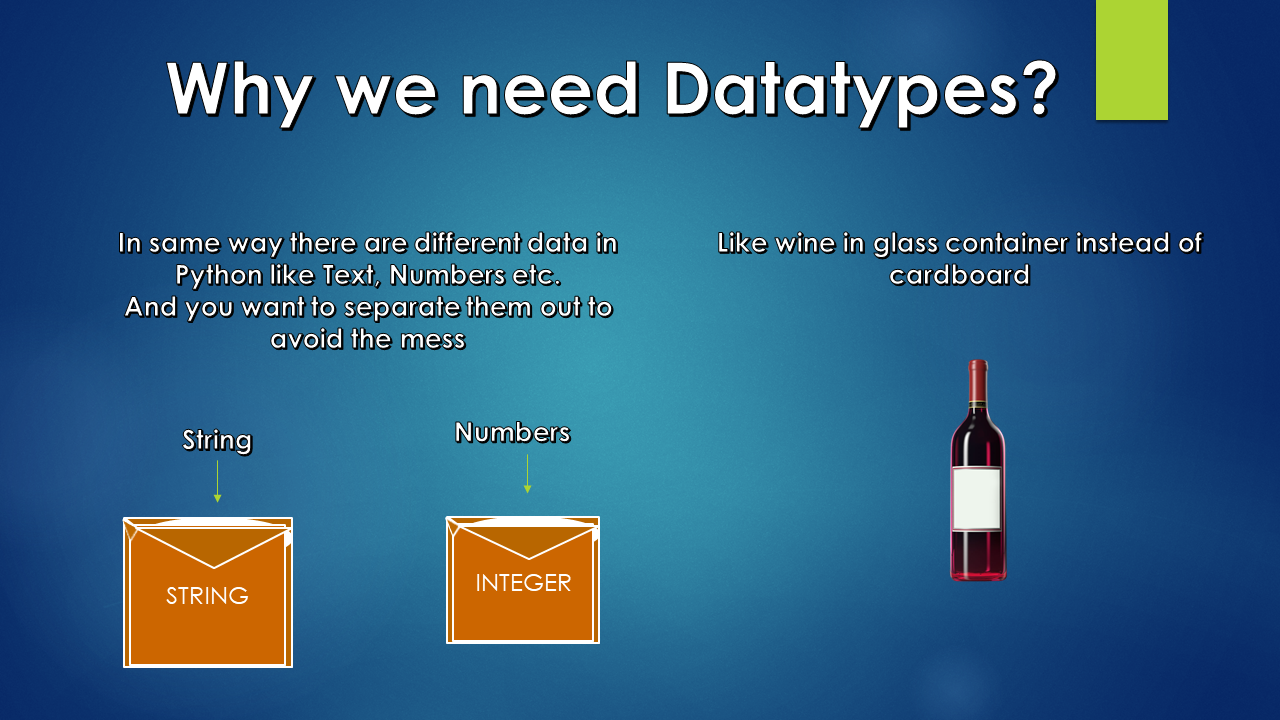 Why we need Datatypes?
In same way there are different data in
Python like Text, Numbers etc.
And you want to separate them out to
avoid the mess
Like wine in glass container instead of
cardboard
String
Numbers
STRING
INTEGER